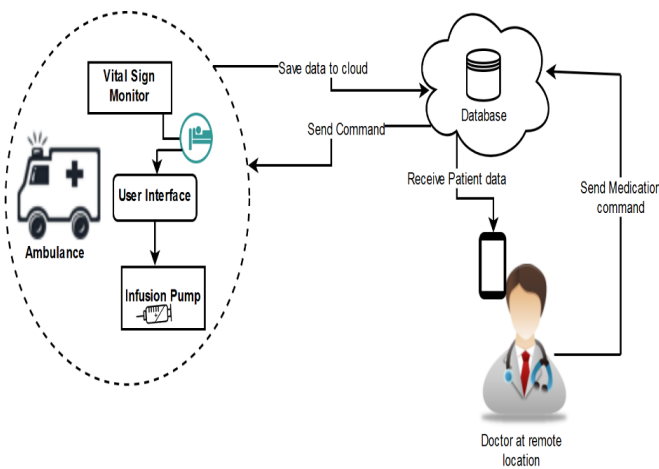 Vital Sign
Monitor
User Interface
Ambulance
Infusion Pump
Save data to cloud
Database
Send Command
Receive Patient data
Send Medication
command
Doctor at remote
location